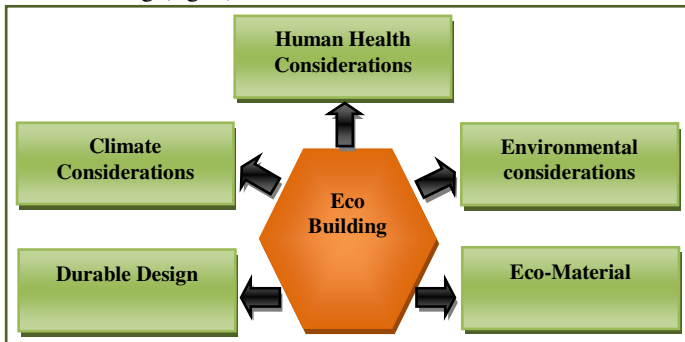 Human Health
Considerations
Climate
Considerations
Environmental
considerations
Eco
Building
Durable Design
Eco-Material